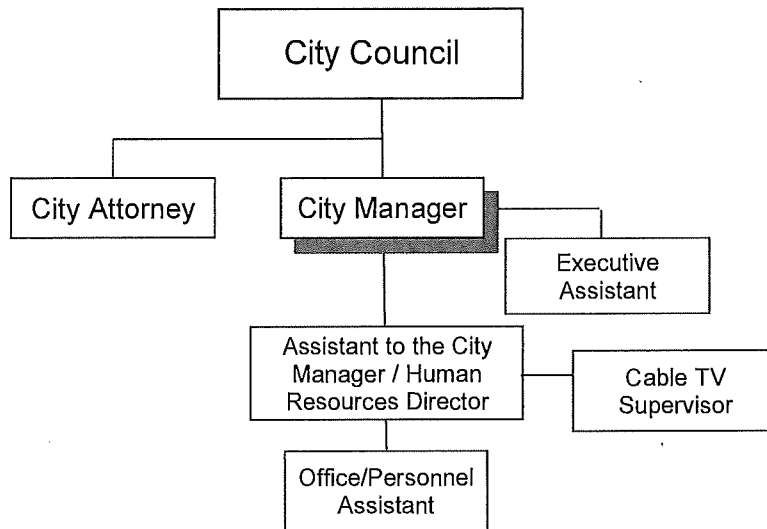 City Council
City Attorney
City Manager
Executive
Assistant
Assistant to the City
Manager / Human
Resources Director
Cable TV
Supervisor
Office/Personnel
Assistant